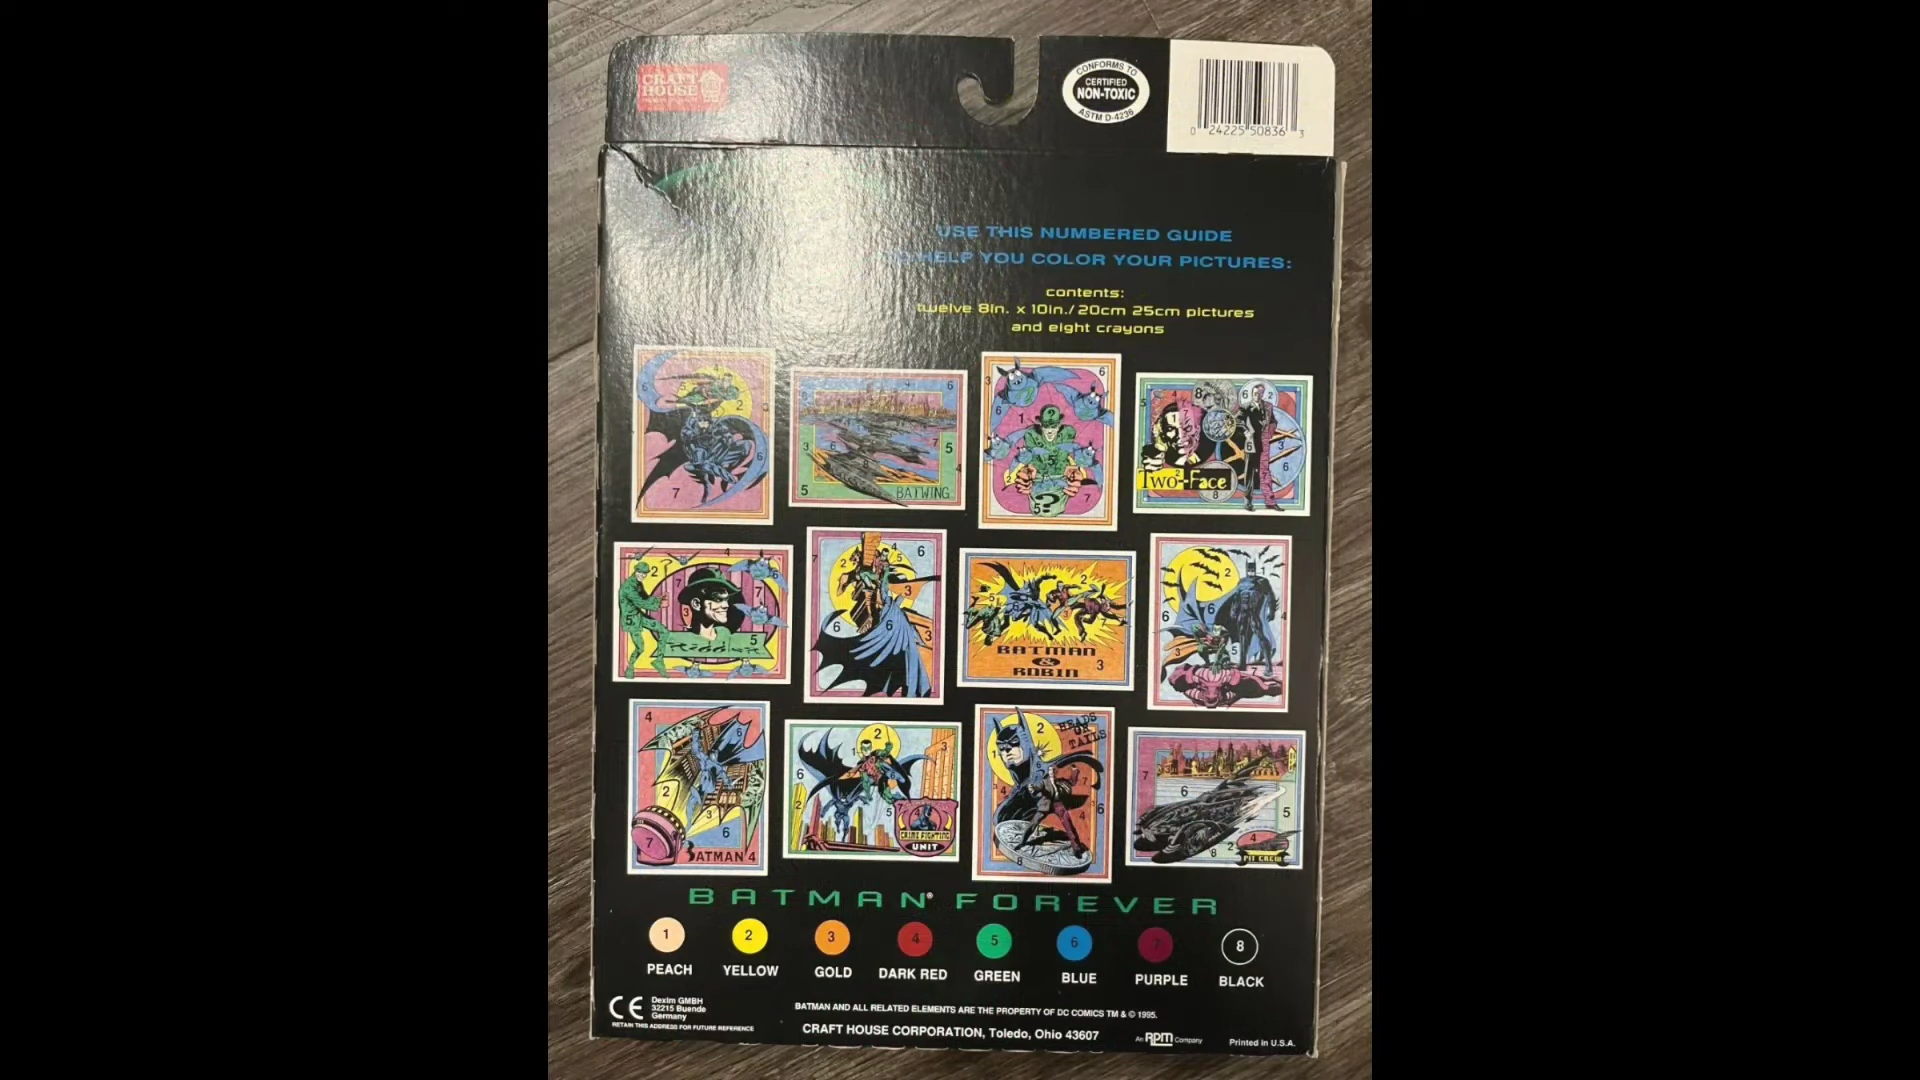 CRAFT
HOUSE
CONFORMS TO
CERTIFIED
NON-TOXIC
ASTM D-4236
0 24225 50836 3
USE THIS NUMBERED GUIDE
TO HELP YOU COLOR YOUR PICTURES:
contents:
twelve 8in. x 10in./20cm 25cm pictures
and eight crayons
BATWING
Two-Face
Riddler
BATMAN
&
ROBIN
BATMAN
CRIME FIGHTING
UNIT
HEADS
OR
TAILS
PIT CREW
BATMAN® FOREVER
1 2 3 4 5 6 7 8
PEACH YELLOW GOLD DARK RED GREEN BLUE PURPLE BLACK
CE
Dexim GMBH
32215 Buende
Germany
RETAIN THIS ADDRESS FOR FUTURE REFERENCE
BATMAN AND ALL RELATED ELEMENTS ARE THE PROPERTY OF DC COMICS TM & © 1995.
CRAFT HOUSE CORPORATION, Toledo, Ohio 43607
An RPM Company
Printed in U.S.A.